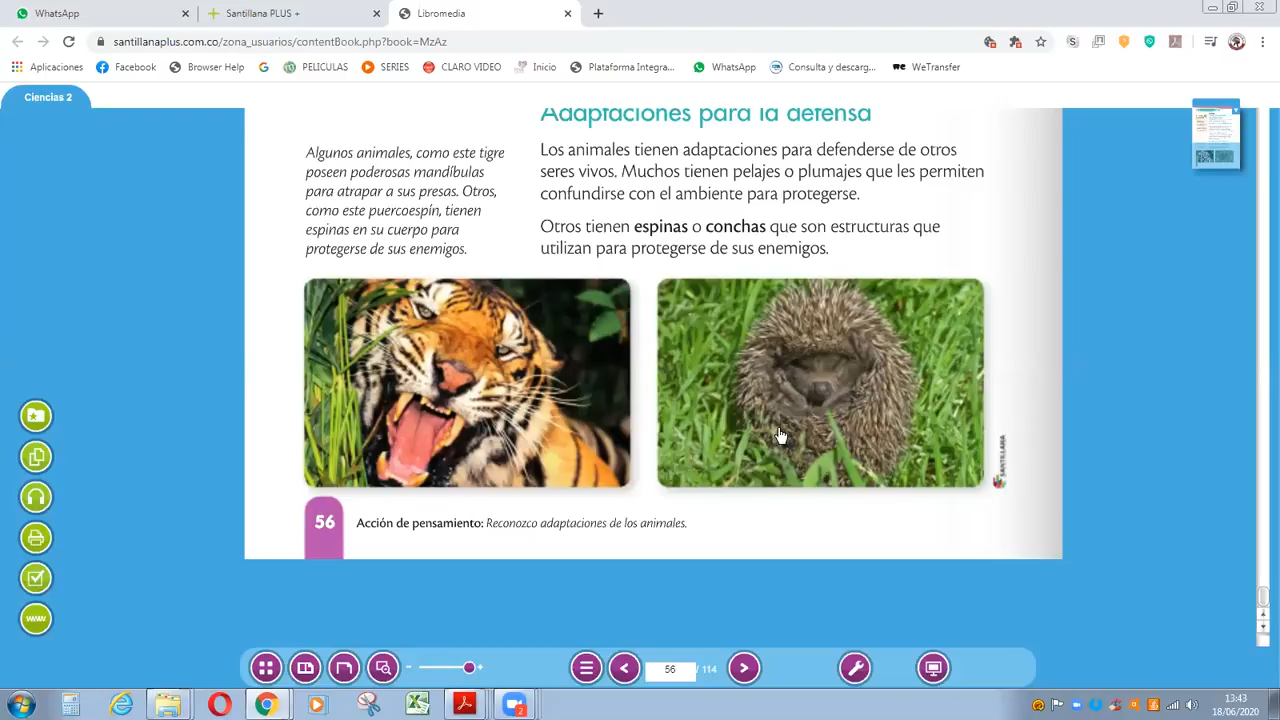 WhatsApp
Santillana PLUS +
Libromedia
santillanaplus.com.co/zona_usuarios/contentBook.php?book=MzAz
Aplicaciones
Facebook
Browser Help
PELICULAS
SERIES
CLARO VIDEO
Inicio
Plataforma Integra...
WhatsApp
Consulta y descarg...
WeTransfer
Ciencias 2
Adaptaciones para la defensa
Algunos animales, como este tigre
poseen poderosas mandíbulas
para atrapar a sus presas. Otros,
como este puercoespín, tienen
espinas en su cuerpo para
protegerse de sus enemigos.
Los animales tienen adaptaciones para defenderse de otros
seres vivos. Muchos tienen pelajes o plumajes que les permiten
confundirse con el ambiente para protegerse.
Otros tienen espinas o conchas que son estructuras que
utilizan para protegerse de sus enemigos.
SANTILLANA
56
Acción de pensamiento: Reconozco adaptaciones de los animales.
www
56 / 114
2
13:43
18/06/2020